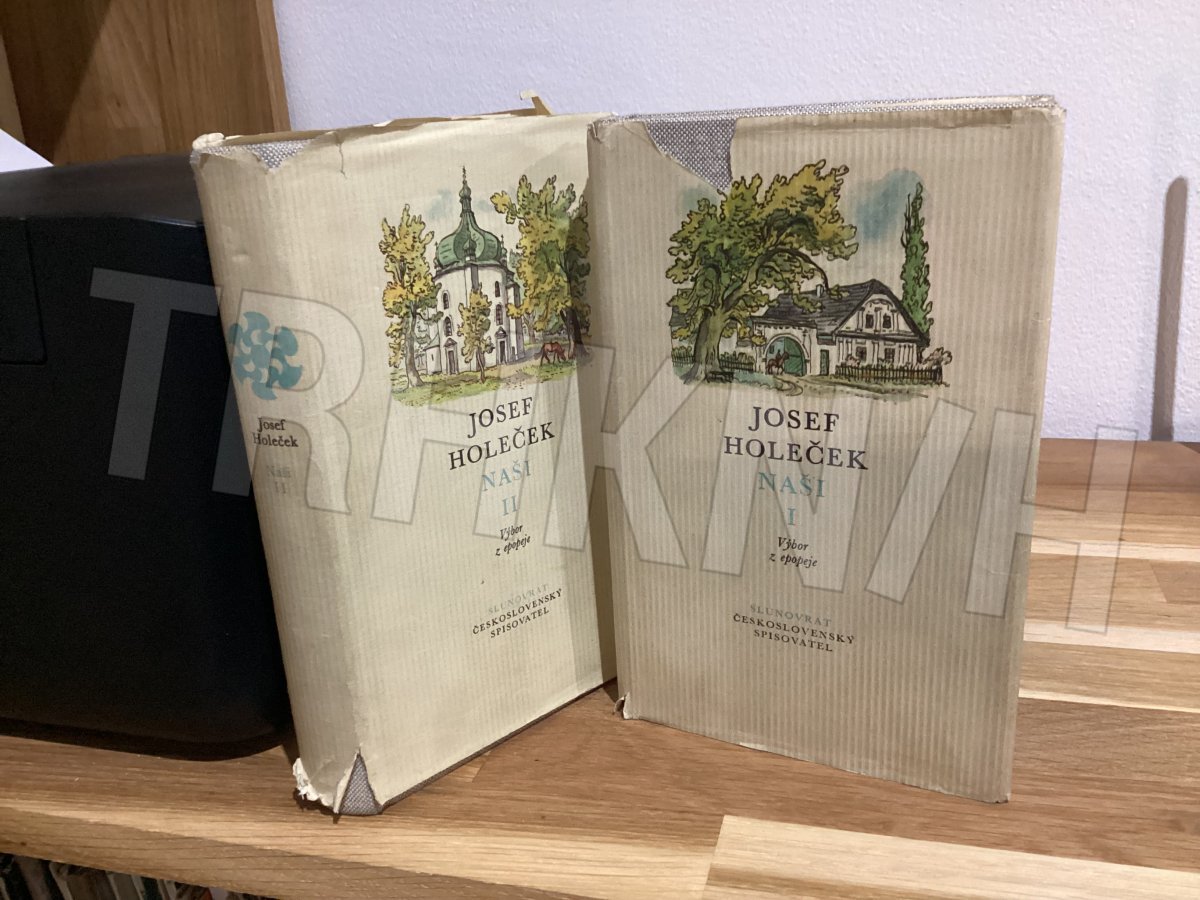 Josef
Holeček
Naši
II
JOSEF
HOLEČEK
NAŠI
II
Výbor
z epopeje
SLUNOVRAT
ČESKOSLOVENSKÝ
SPISOVATEL
JOSEF
HOLEČEK
NAŠI
I
Výbor
z epopeje
SLUNOVRAT
ČESKOSLOVENSKÝ
SPISOVATEL
TRHKNIH